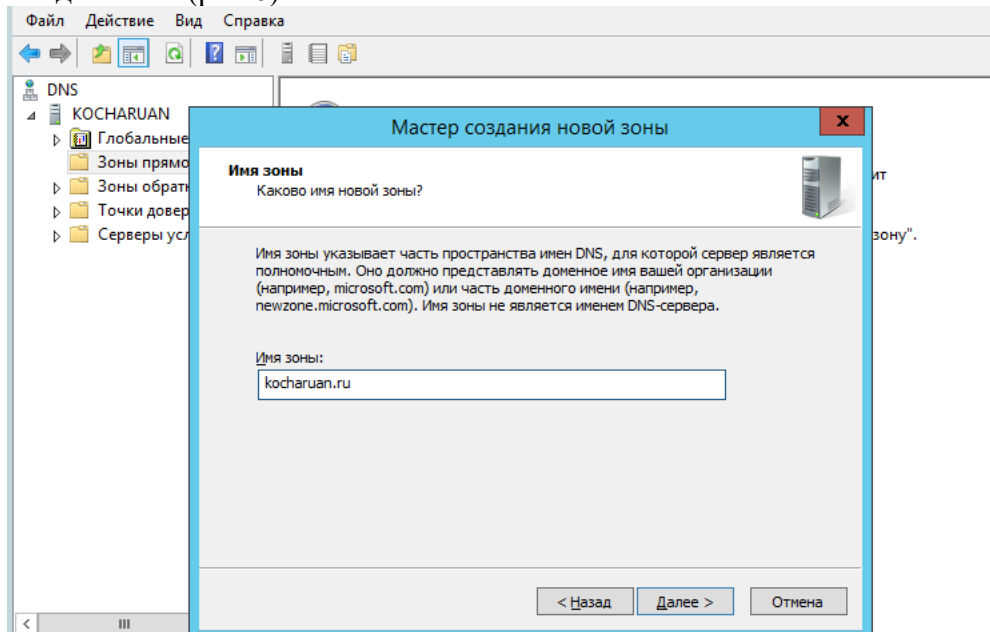 Файл Действие Вид Справка
DNS
KOCHARUAN
Глобальные
Зоны прямо
Зоны обратн
Точки довер
Серверы усл
Мастер создания новой зоны
x
Имя зоны
Каково имя новой зоны?
ит
зону".
Имя зоны указывает часть пространства имен DNS, для которой сервер является
полномочным. Оно должно представлять доменное имя вашей организации
(например, microsoft.com) или часть доменного имени (например,
newzone.microsoft.com). Имя зоны не является именем DNS-сервера.
Имя зоны:
kocharuan.ru
< Назад Далее > Отмена